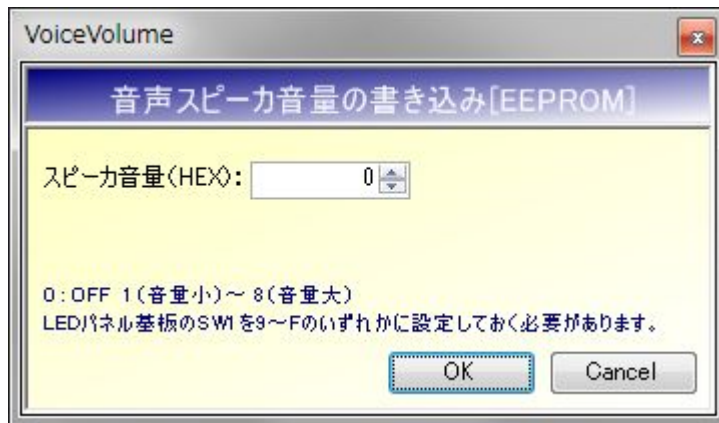 VoiceVolume
音声スピーカ音量の書き込み[EEPROM]
スピーカ音量(HEX): 0
0:OFF 1(音量小)～8(音量大)
LEDパネル基板のSW1を9～Fのいずれかに設定しておく必要があります。
OK Cancel